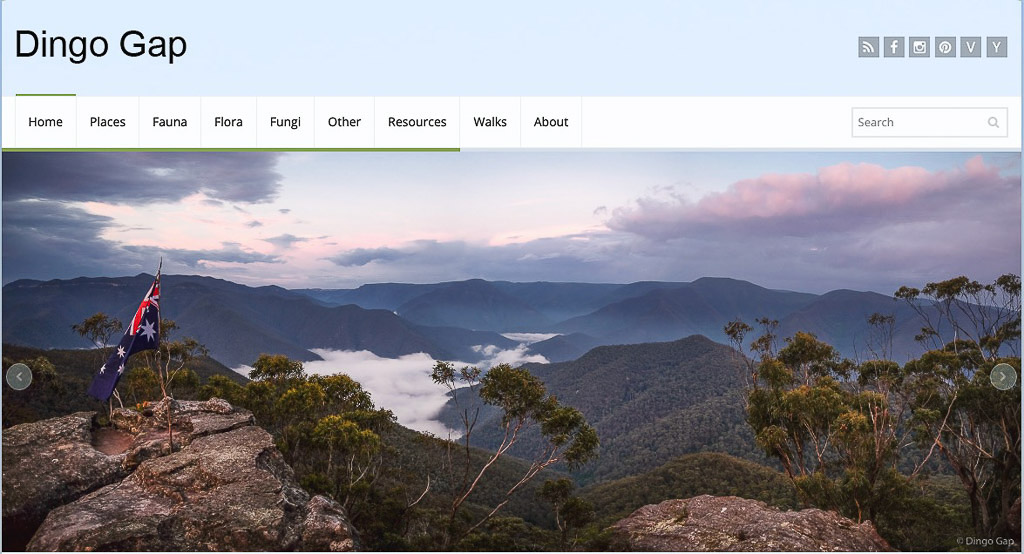 Dingo Gap
V Y
Home Places Fauna Flora Fungi Other Resources Walks About
Search
© Dingo Gap